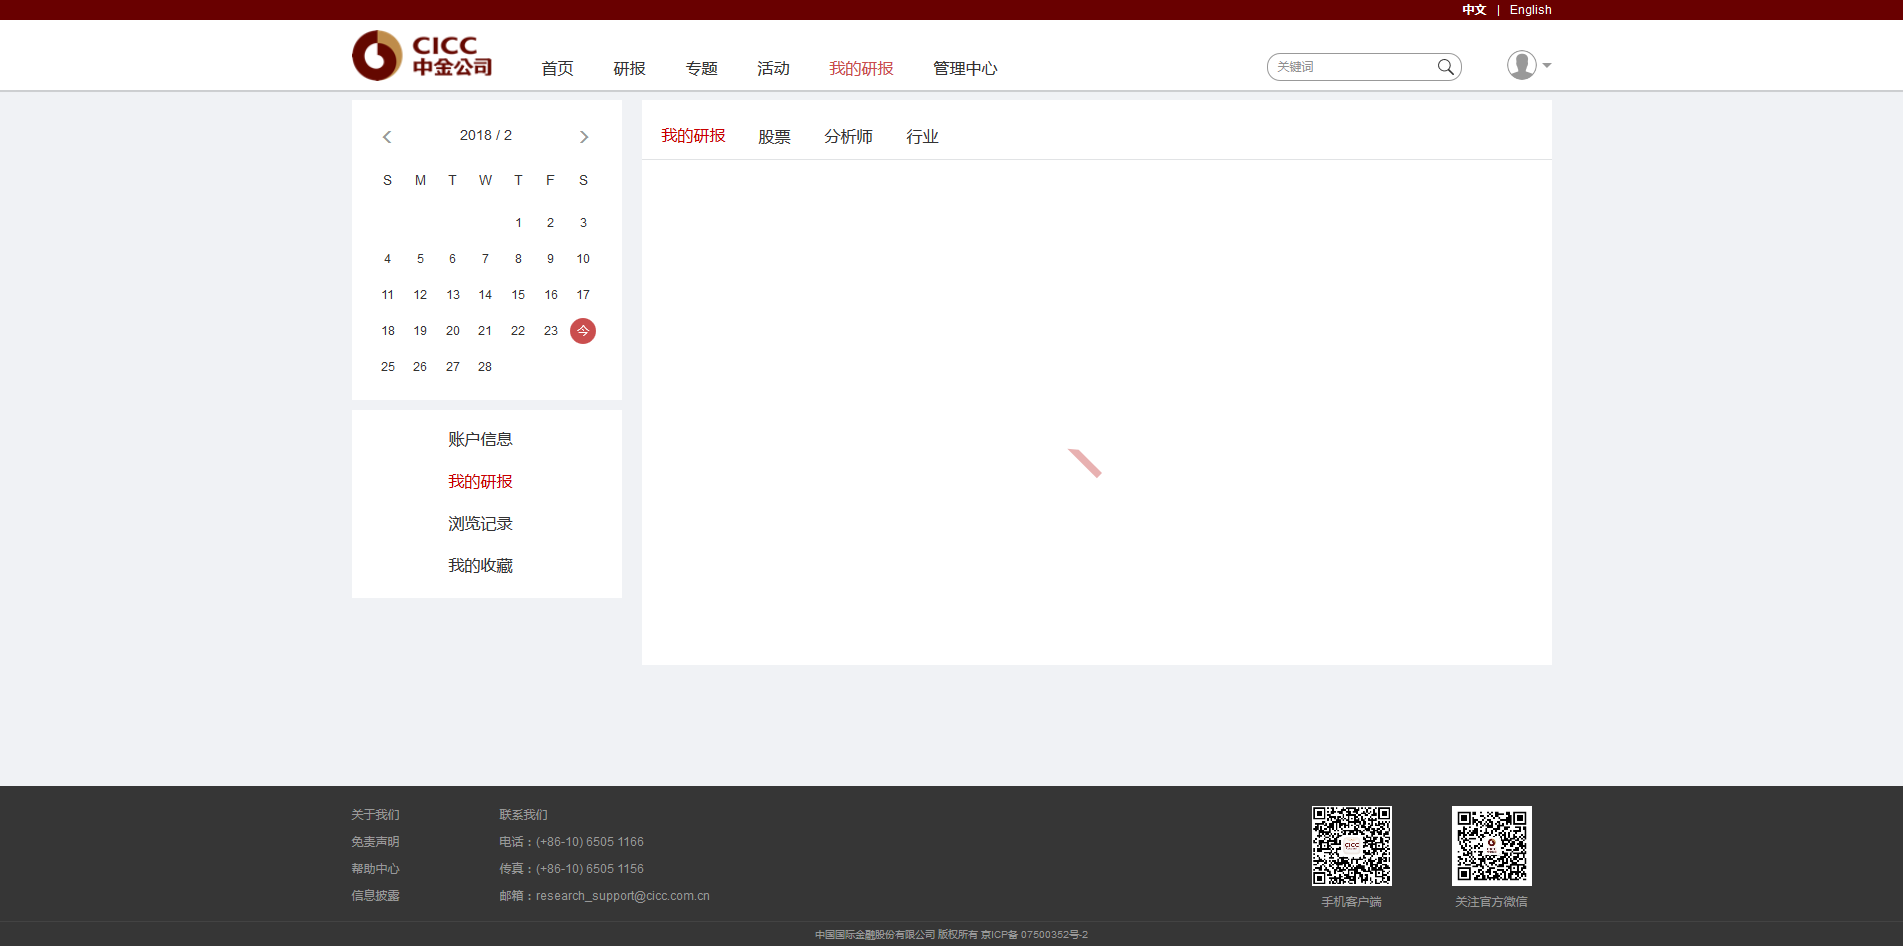 中文 | English
CICC
中金公司
首页 研报 专题 活动 我的研报 管理中心
关键词
2018 / 2
S M T W T F S
1 2 3
4 5 6 7 8 9 10
11 12 13 14 15 16 17
18 19 20 21 22 23 今
25 26 27 28
账户信息
我的研报
浏览记录
我的收藏
我的研报 股票 分析师 行业
关于我们
免责声明
帮助中心
信息披露
联系我们
电话：(+86-10) 6505 1166
传真：(+86-10) 6505 1156
邮箱：research_support@cicc.com.cn
CICC
手机客户端
关注官方微信
中国国际金融股份有限公司 版权所有 京ICP备 07500352号-2